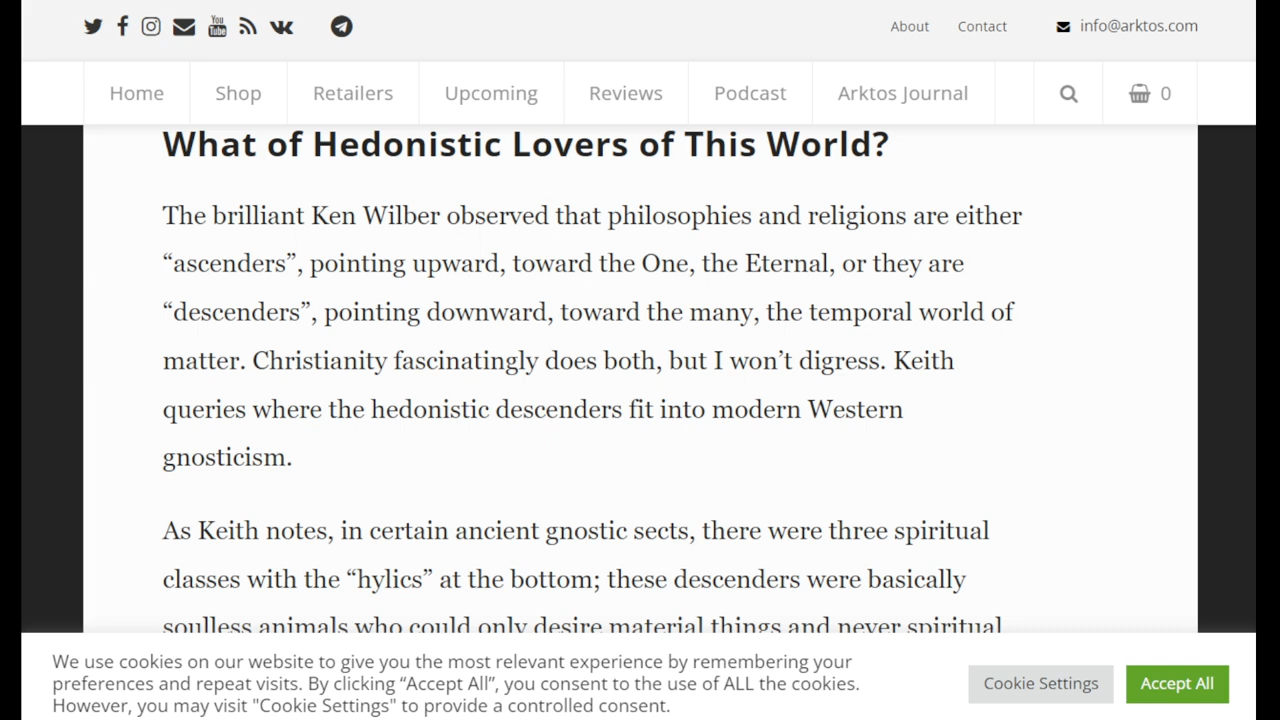 You
Tube
About
Contact
info@arktos.com
Home
Shop
Retailers
Upcoming
Reviews
Podcast
Arktos Journal
0
What of Hedonistic Lovers of This World?
The brilliant Ken Wilber observed that philosophies and religions are either
“ascenders”, pointing upward, toward the One, the Eternal, or they are
“descenders”, pointing downward, toward the many, the temporal world of
matter. Christianity fascinatingly does both, but I won’t digress. Keith
queries where the hedonistic descenders fit into modern Western
gnosticism.
As Keith notes, in certain ancient gnostic sects, there were three spiritual
classes with the “hylics” at the bottom; these descenders were basically
soulless animals who could only desire material things and never spiritual
We use cookies on our website to give you the most relevant experience by remembering your
preferences and repeat visits. By clicking “Accept All”, you consent to the use of ALL the cookies.
However, you may visit "Cookie Settings" to provide a controlled consent.
Cookie Settings
Accept All